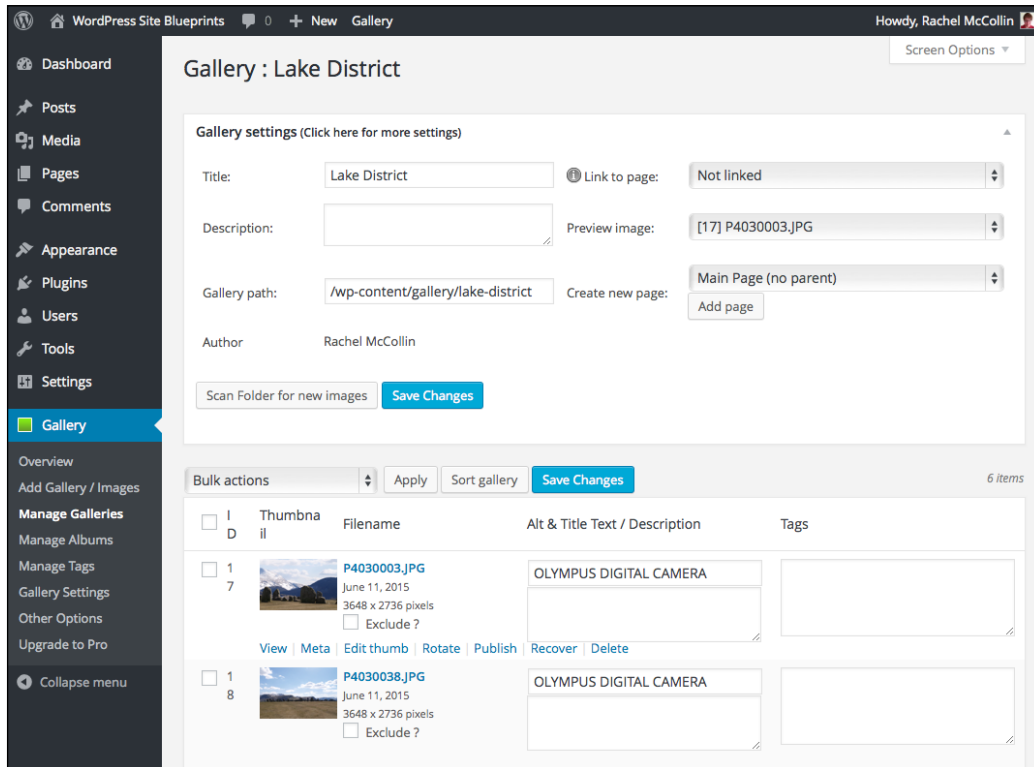 WordPress Site Blueprints 0 + New Gallery Howdy, Rachel McCollin
Screen Options
Dashboard
Posts
Media
Pages
Comments
Appearance
Plugins
Users
Tools
Settings
Gallery
Overview
Add Gallery / Images
Manage Galleries
Manage Albums
Manage Tags
Gallery Settings
Other Options
Upgrade to Pro
Collapse menu
Gallery : Lake District
Gallery settings (Click here for more settings)
Title: Lake District Link to page: Not linked
Description: Preview image: [17] P4030003.JPG
Gallery path: /wp-content/gallery/lake-district Create new page: Main Page (no parent)
Add page
Author Rachel McCollin
Scan Folder for new images Save Changes
Bulk actions Apply Sort gallery Save Changes 6 items
I
D
Thumbna
il
Filename Alt & Title Text / Description Tags
1
7
P4030003.JPG OLYMPUS DIGITAL CAMERA
June 11, 2015
3648 x 2736 pixels
Exclude ?
View | Meta | Edit thumb | Rotate | Publish | Recover | Delete
1
8
P4030038.JPG OLYMPUS DIGITAL CAMERA
June 11, 2015
3648 x 2736 pixels
Exclude ?